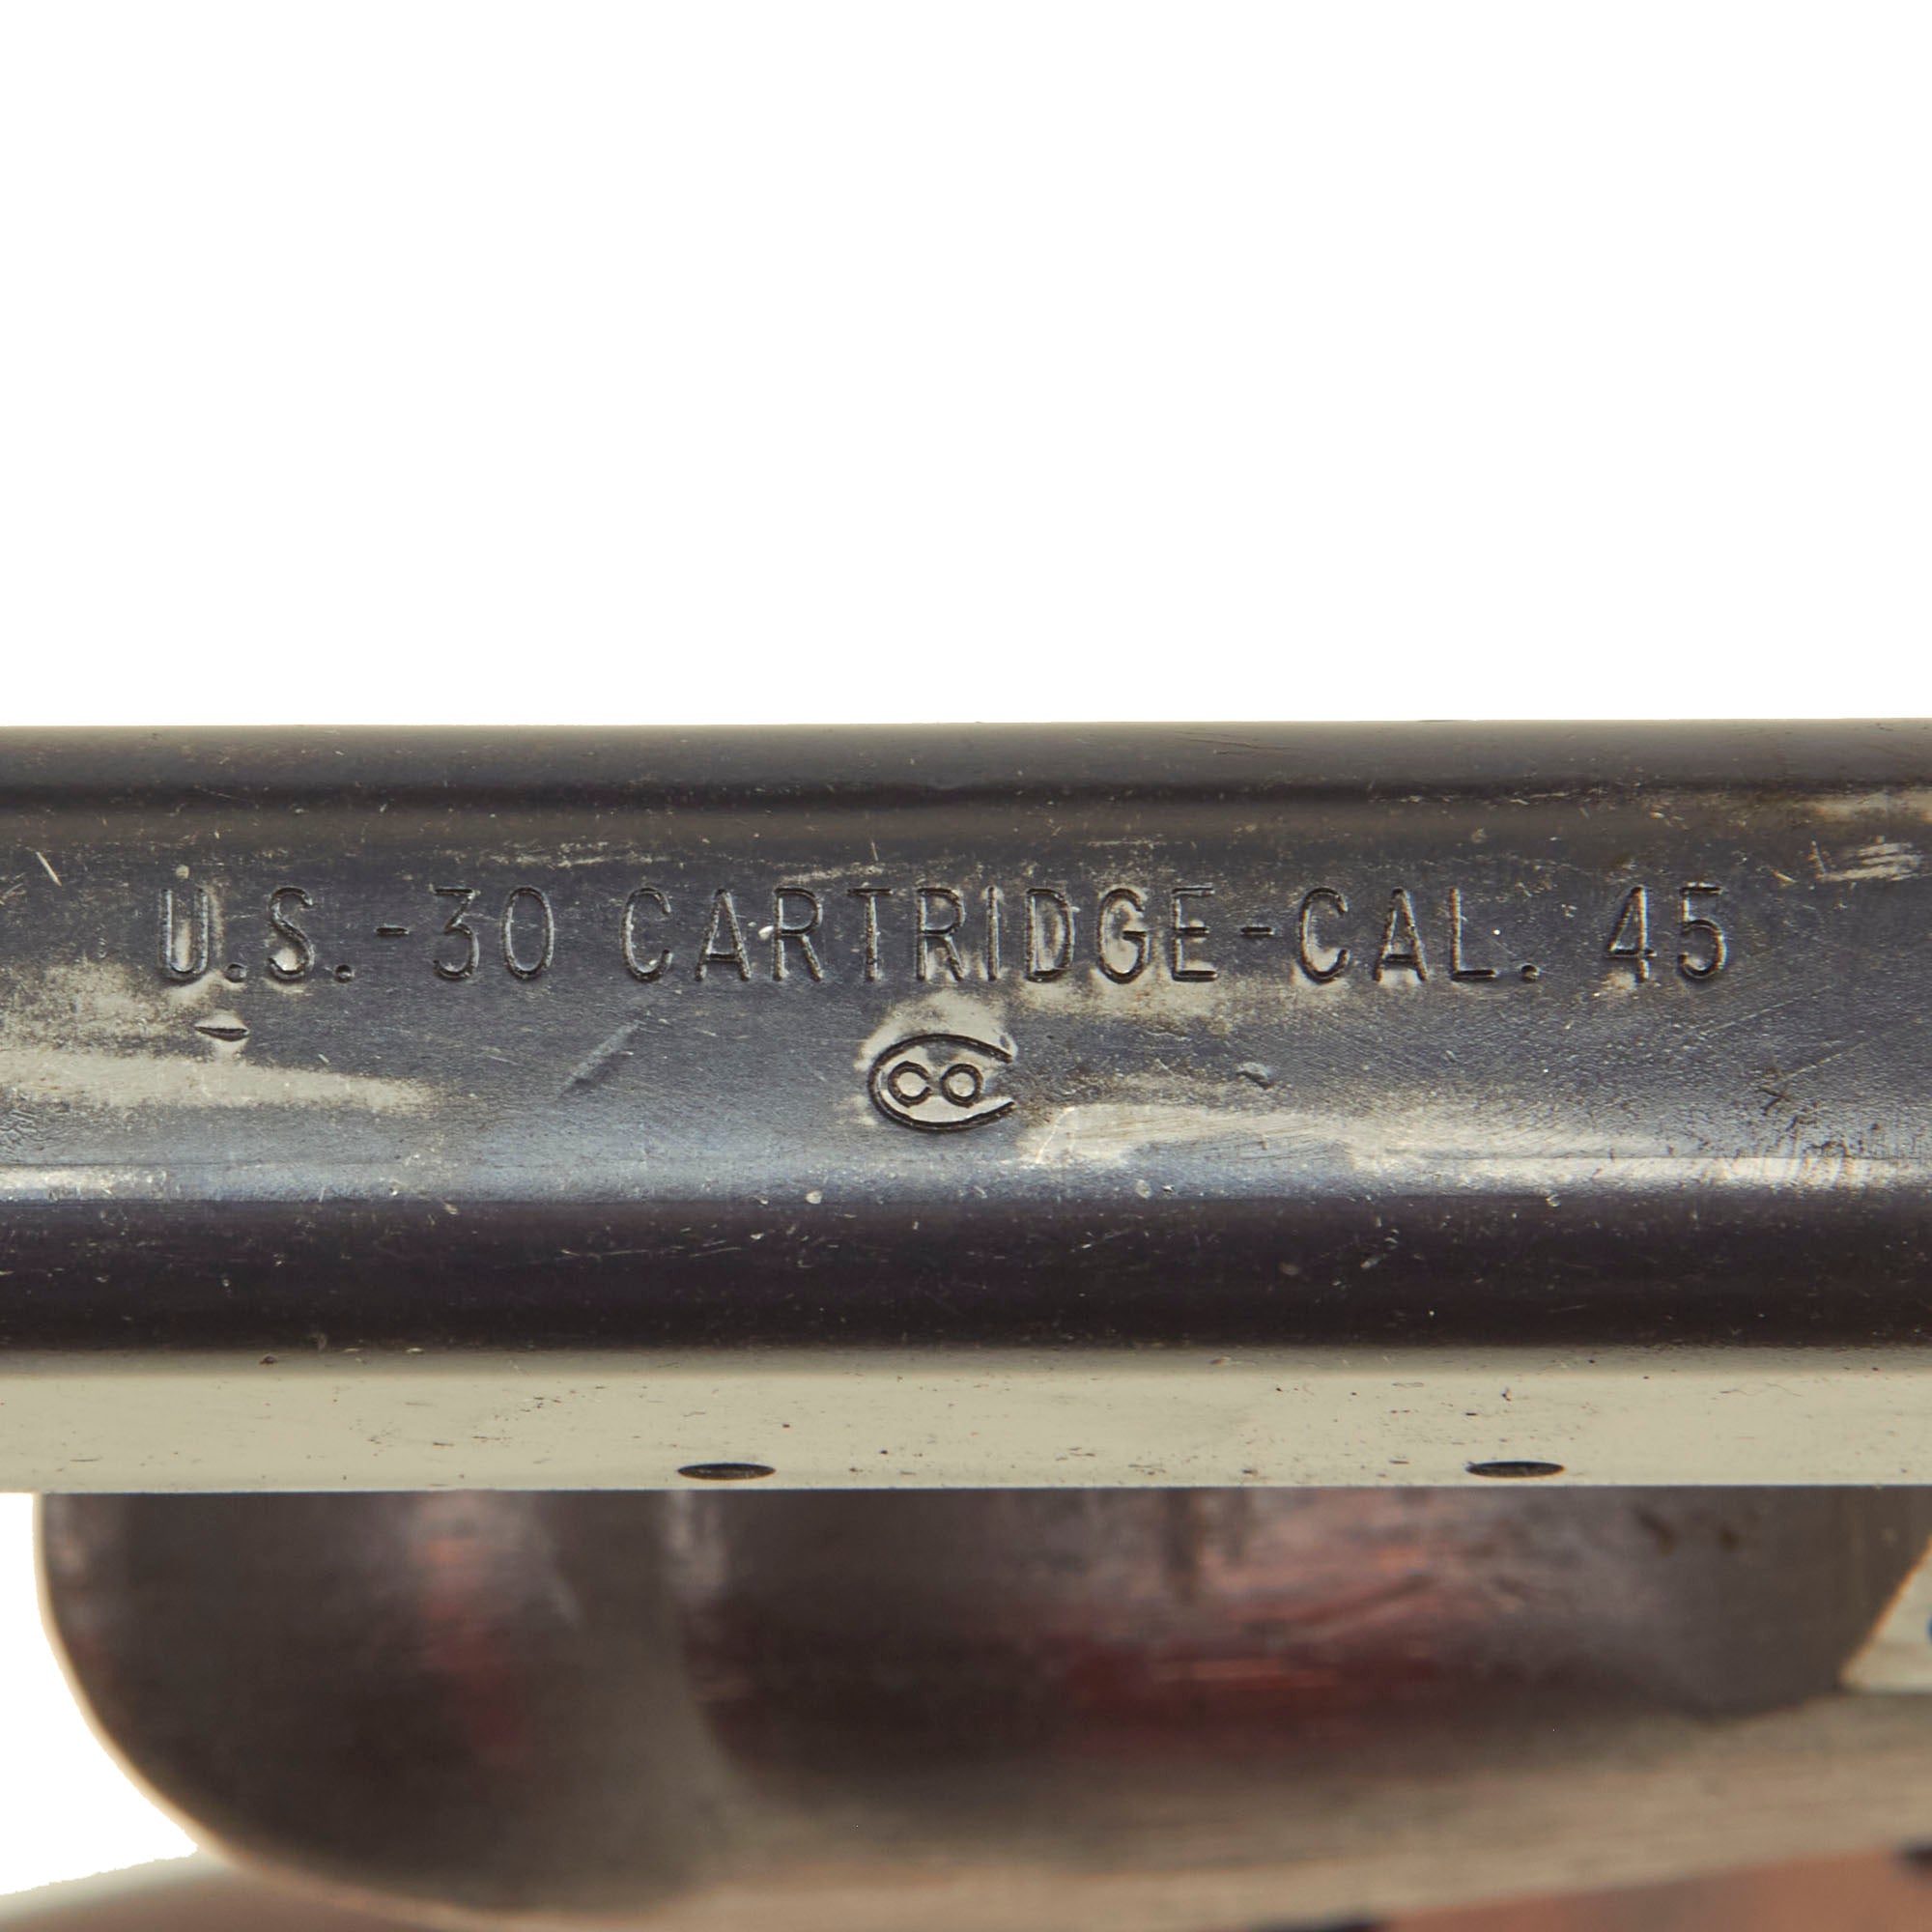 U.S. -30 CARTRIDGE-CAL. 45